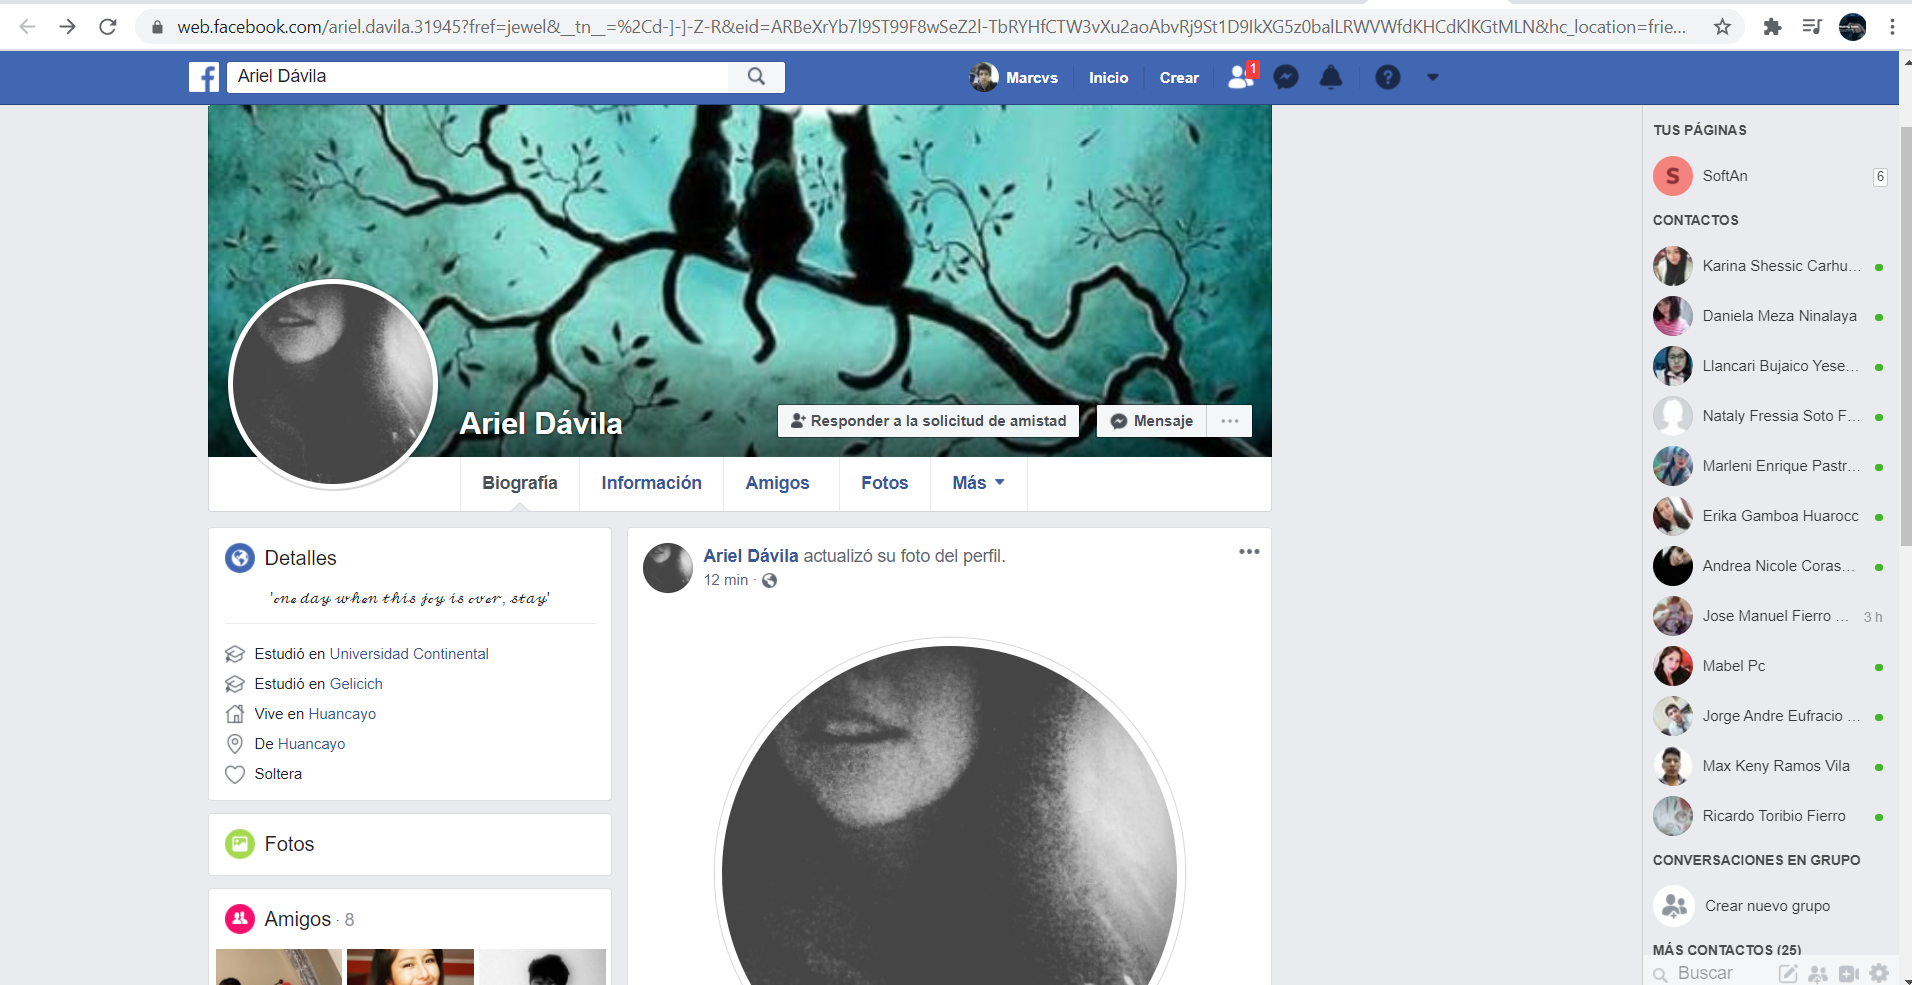 web.facebook.com/ariel.davila.31945?fref=jewel&__tn__=%2Cd-]-]-Z-R&eid=ARBeXrYb7l9ST99F8wSeZ2l-TbRYHfCTW3vXu2aoAbvRj9St1D9IkXG5z0balLRWVWfdKHCdKlKGtMLN&hc_location=frie...
Ariel Dávila
Marcvs
Inicio
Crear
1
Ariel Dávila
Responder a la solicitud de amistad
Mensaje
Biografía
Información
Amigos
Fotos
Más
Detalles
'one day when this joy is over, stay'
Estudió en Universidad Continental
Estudió en Gelicich
Vive en Huancayo
De Huancayo
Soltera
Fotos
Amigos · 8
Ariel Dávila actualizó su foto del perfil.
12 min ·
TUS PÁGINAS
S
SoftAn
6
CONTACTOS
Karina Shessic Carhu...
Daniela Meza Ninalaya
Llancari Bujaico Yese...
Nataly Fressia Soto F...
Marleni Enrique Pastr...
Erika Gamboa Huarocc
Andrea Nicole Coras...
Jose Manuel Fierro ...
3 h
Mabel Pc
Jorge Andre Eufracio ...
Max Keny Ramos Vila
Ricardo Toribio Fierro
CONVERSACIONES EN GRUPO
Crear nuevo grupo
MÁS CONTACTOS (25)
Buscar